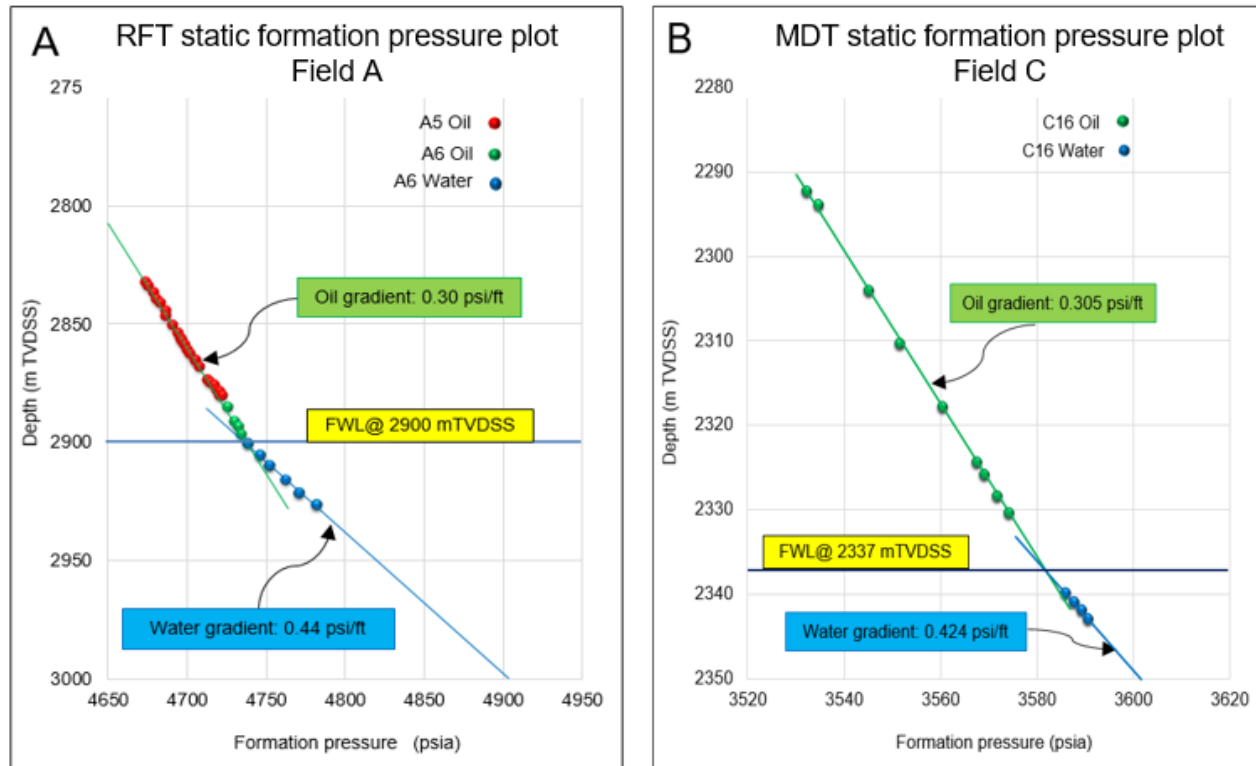 A
RFT static formation pressure plot
Field A
275
2800
2850
2900
2950
3000
Depth (m TVDSS)
A5 Oil
A6 Oil
A6 Water
Oil gradient: 0.30 psi/ft
FWL@ 2900 mTVDSS
Water gradient: 0.44 psi/ft
4650 4700 4750 4800 4850 4900 4950
Formation pressure (psia)
B
MDT static formation pressure plot
Field C
2280
2290
2300
2310
2320
2330
2340
2350
Depth (m TVDSS)
C16 Oil
C16 Water
Oil gradient: 0.305 psi/ft
FWL@ 2337 mTVDSS
Water gradient: 0.424 psi/ft
3520 3540 3560 3580 3600 3620
Formation pressure (psia)